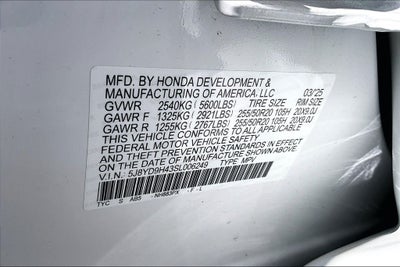 MFD. BY HONDA DEVELOPMENT &
MANUFACTURING OF AMERICA, LLC 03/25
GVWR 2540KG (5600LBS) TIRE SIZE RIM SIZE
GAWR F 1325KG (2921LBS) 255/50R20 105H 20X9.0J
GAWR R 1255KG (2767LBS) 255/50R20 105H 20X9.0J
THIS VEHICLE CONFORMS TO ALL APPLICABLE
FEDERAL MOTOR VEHICLE SAFETY
AND THEFT PREVENTION STANDARDS IN EFFECT
ON THE DATE OF MANUFACTURE SHOWN ABOVE.
V.I.N. 5J8YD9H43SL006249 TYPE MPV
TYC S ABS NH883PX